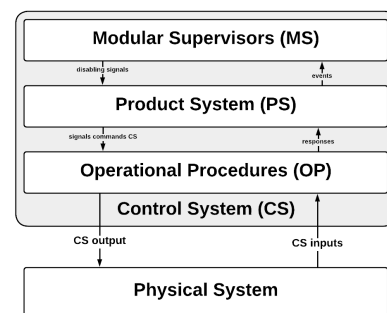 Modular Supervisors (MS)
disabling signals
events
Product System (PS)
signals commands CS
responses
Operational Procedures (OP)
Control System (CS)
CS output
CS inputs
Physical System